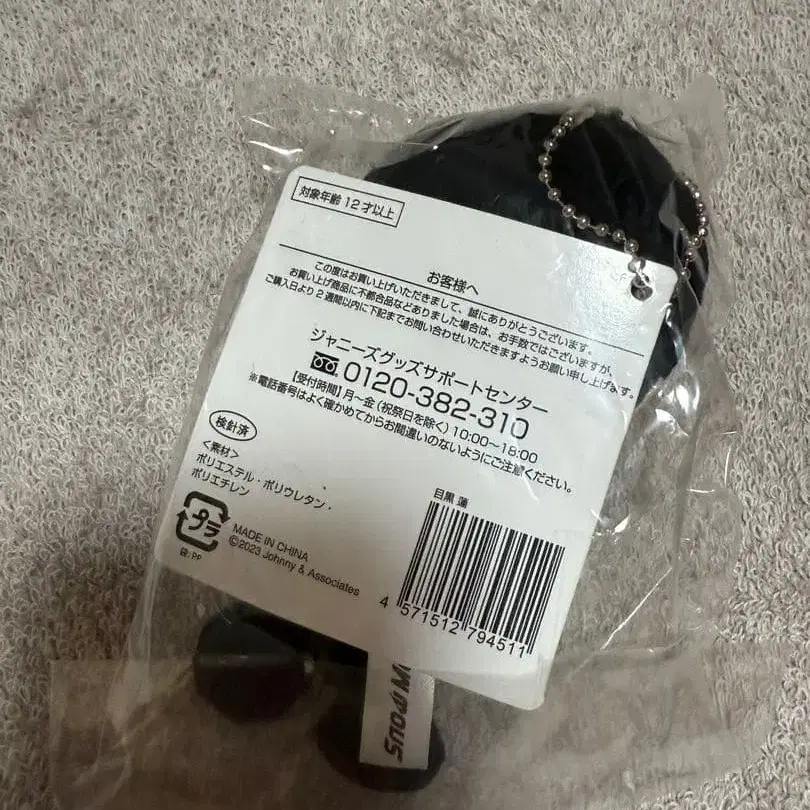 対象年齢 12才以上
お客様へ
この度はお買い上げいただきまして、誠にありがとうございます。
お買い上げ商品に不都合品などありました場合は、お手数ではございますが、
ご購入日より2週間以内に下記までお問い合わせいただきますようお願い申し上げます。
ジャニーズグッズサポートセンター
0120-382-310
【受付時間】月〜金(祝祭日を除く)10:00〜18:00
※電話番号はよく確かめてからお間違いのないようにご注意ください。
検針済
<素材>
ポリエステル・ポリウレタン・
ポリエチレン
プラ
袋:PP
MADE IN CHINA
©2023 Johnny & Associates
目黒 蓮
4 571512 794511